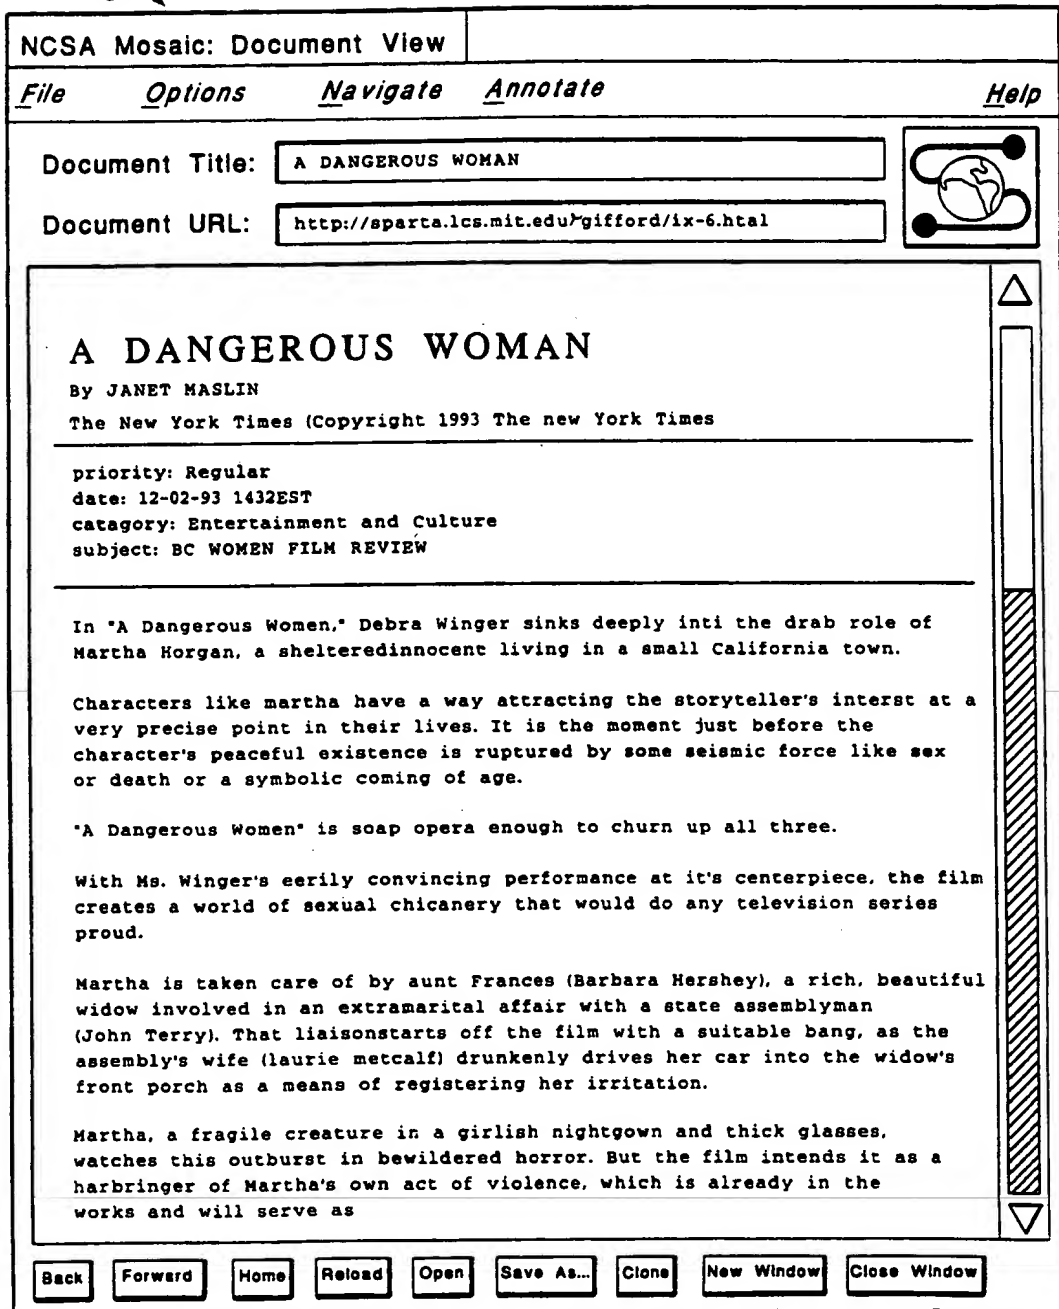 NCSA Mosaic: Document View
File Options Navigate Annotate Help
Document Title: A DANGEROUS WOMAN
Document URL: http://sparta.lcs.mit.edu/~gifford/ix-6.htal
A DANGEROUS WOMAN
By JANET MASLIN
The New York Times (Copyright 1993 The new York Times
priority: Regular
date: 12-02-93 1432EST
catagory: Entertainment and Culture
subject: BC WOMEN FILM REVIEW
In "A Dangerous Women," Debra Winger sinks deeply inti the drab role of
Martha Horgan, a shelteredinnocent living in a small California town.
Characters like martha have a way attracting the storyteller's interst at a
very precise point in their lives. It is the moment just before the
character's peaceful existence is ruptured by some seismic force like sex
or death or a symbolic coming of age.
"A Dangerous Women" is soap opera enough to churn up all three.
With Ms. Winger's eerily convincing performance at it's centerpiece, the film
creates a world of sexual chicanery that would do any television series
proud.
Martha is taken care of by aunt Frances (Barbara Hershey), a rich, beautiful
widow involved in an extramarital affair with a state assemblyman
(John Terry). That liaisonstarts off the film with a suitable bang, as the
assembly's wife (laurie metcalf) drunkenly drives her car into the widow's
front porch as a means of registering her irritation.
Martha, a fragile creature in a girlish nightgown and thick glasses,
watches this outburst in bewildered horror. But the film intends it as a
harbringer of Martha's own act of violence, which is already in the
works and will serve as
Back Forward Home Reload Open Save As... Clone New Window Close Window